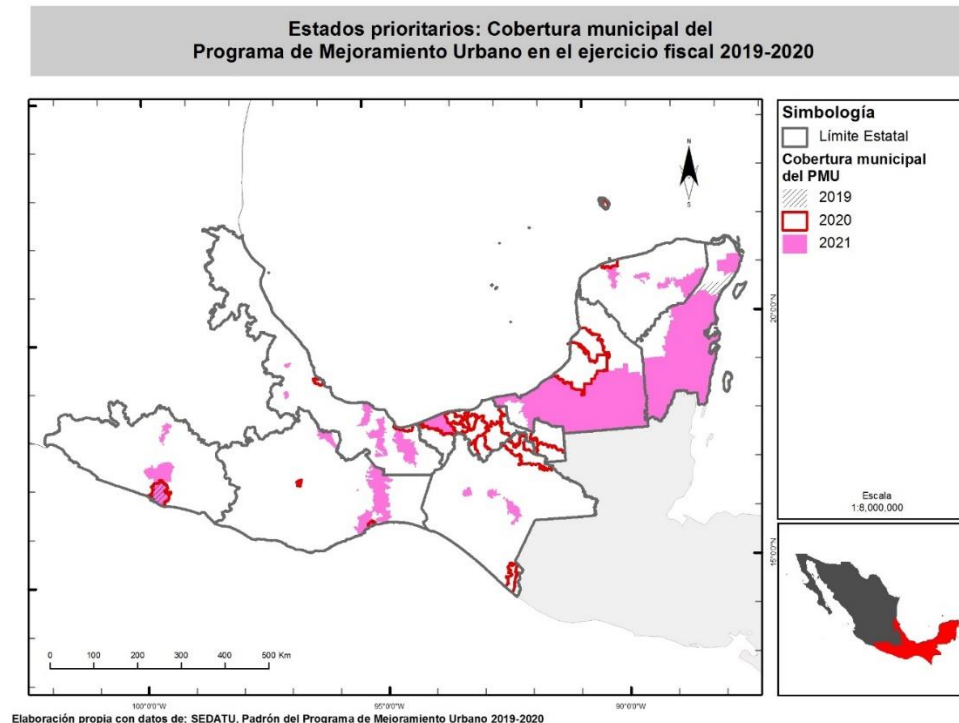 Estados prioritarios: Cobertura municipal del
Programa de Mejoramiento Urbano en el ejercicio fiscal 2019-2020
Simbología
Límite Estatal
Cobertura municipal
del PMU
2019
2020
2021
N
S
20°0'0"N
15°0'0"N
Escala
1:8,000,000
0 50 100 200 300 400 500 Km
100°0'0"W
95°0'0"W
90°0'0"W
Elaboración propia con datos de: SEDATU. Padrón del Programa de Mejoramiento Urbano 2019-2020